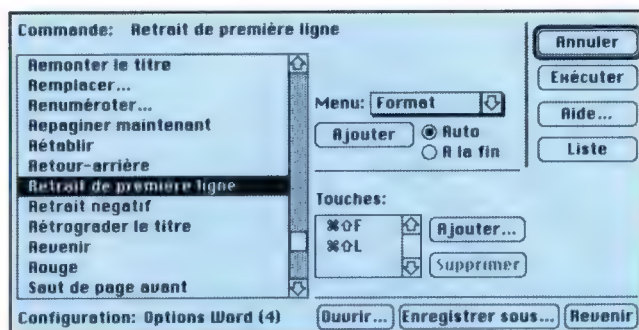 Commande: Retrait de première ligne
Remonter le titre
Remplacer...
Renuméroter...
Repaginer maintenant
Rétablir
Retour-arrière
Retrait de première ligne
Retrait negatif
Rétrograder le titre
Revenir
Rouge
Saut de page avant
Menu: Format
Ajouter
Auto
A la fin
Touches:
⌘⇧F
⌘⇧L
Ajouter...
Supprimer
Annuler
Exécuter
Aide...
Liste
Configuration: Options Word (4)
Ouvrir...
Enregistrer sous...
Revenir